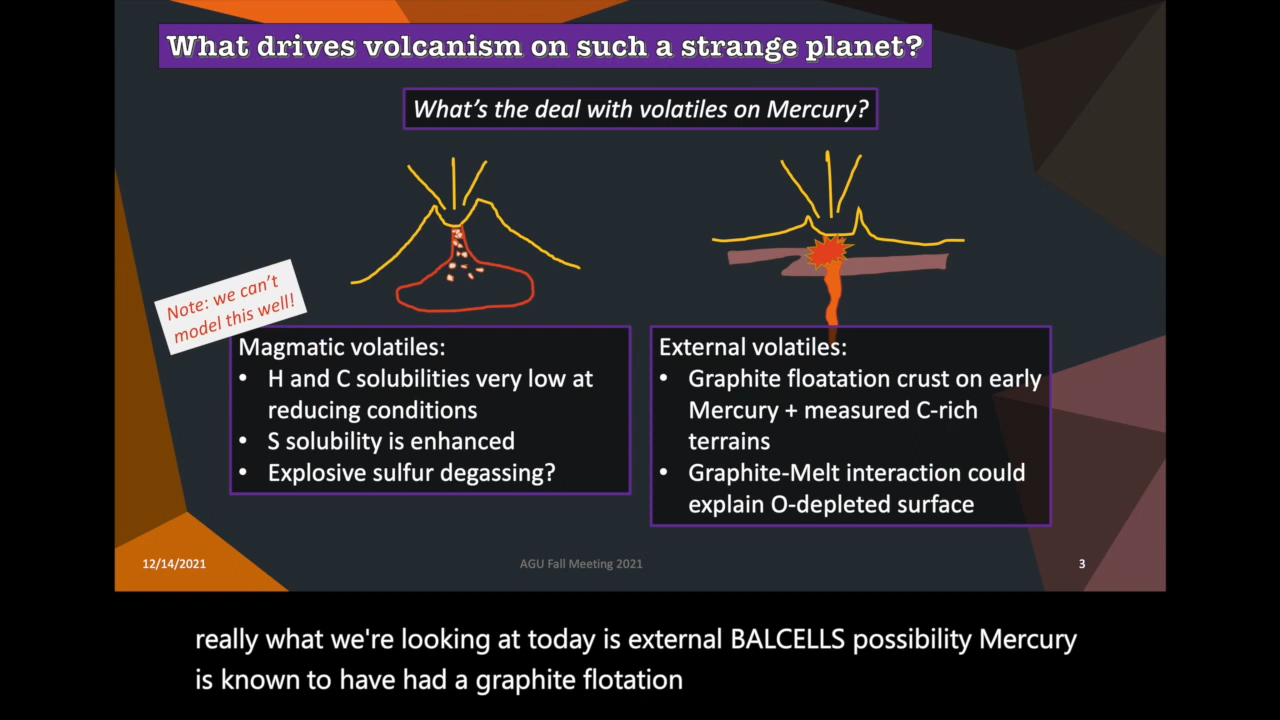 What drives volcanism on such a strange planet?
What's the deal with volatiles on Mercury?
Note: we can't
model this well!
Magmatic volatiles:
• H and C solubilities very low at
reducing conditions
• S solubility is enhanced
• Explosive sulfur degassing?
External volatiles:
• Graphite floatation crust on early
Mercury + measured C-rich
terrains
• Graphite-Melt interaction could
explain O-depleted surface
12/14/2021
AGU Fall Meeting 2021
3
really what we're looking at today is external BALCELLS possibility Mercury
is known to have had a graphite flotation